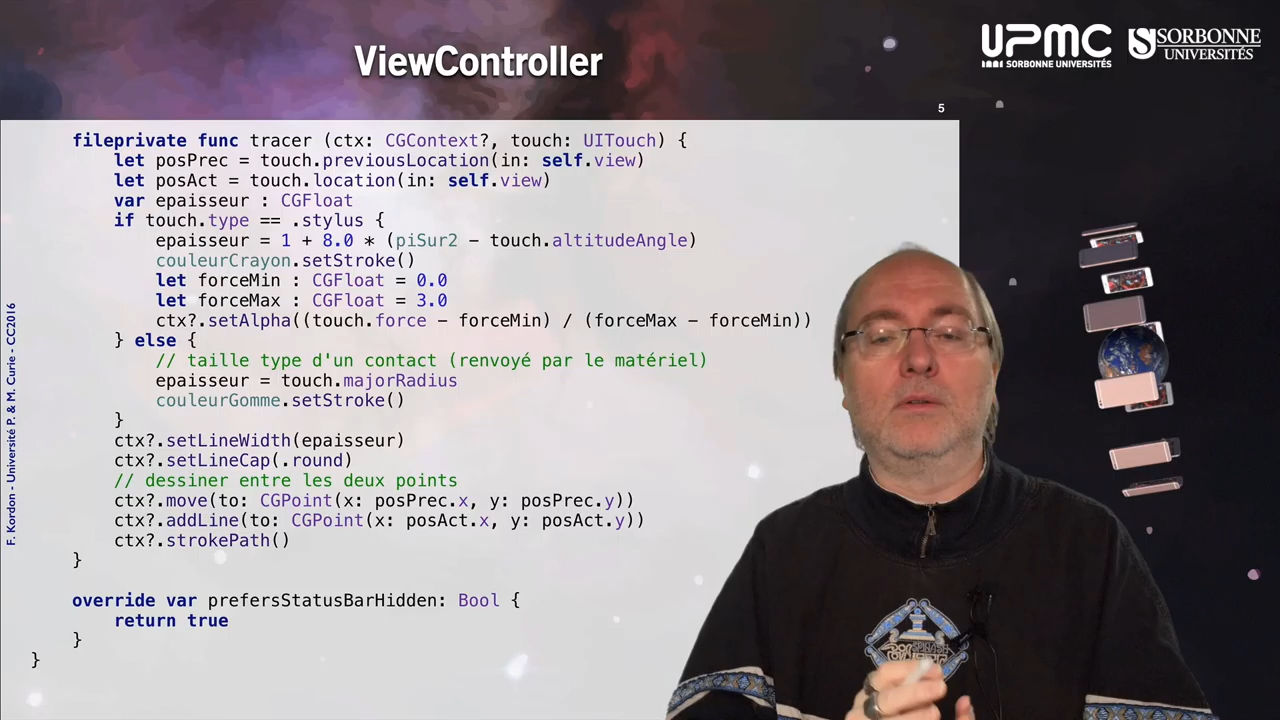 ViewController
UPMC
SORBONNE UNIVERSITÉS
SORBONNE
UNIVERSITÉS
5
fileprivate func tracer (ctx: CGContext?, touch: UITouch) {
let posPrec = touch.previousLocation(in: self.view)
let posAct = touch.location(in: self.view)
var epaisseur : CGFloat
if touch.type == .stylus {
epaisseur = 1 + 8.0 * (piSur2 - touch.altitudeAngle)
couleurCrayon.setStroke()
let forceMin : CGFloat = 0.0
let forceMax : CGFloat = 3.0
ctx?.setAlpha((touch.force - forceMin) / (forceMax - forceMin))
} else {
// taille type d'un contact (renvoyé par le matériel)
epaisseur = touch.majorRadius
couleurGomme.setStroke()
}
ctx?.setLineWidth(epaisseur)
ctx?.setLineCap(.round)
// dessiner entre les deux points
ctx?.move(to: CGPoint(x: posPrec.x, y: posPrec.y))
ctx?.addLine(to: CGPoint(x: posAct.x, y: posAct.y))
ctx?.strokePath()
}
override var prefersStatusBarHidden: Bool {
return true
}
}
F. Kordon - Université P. & M. Curie - CC2016